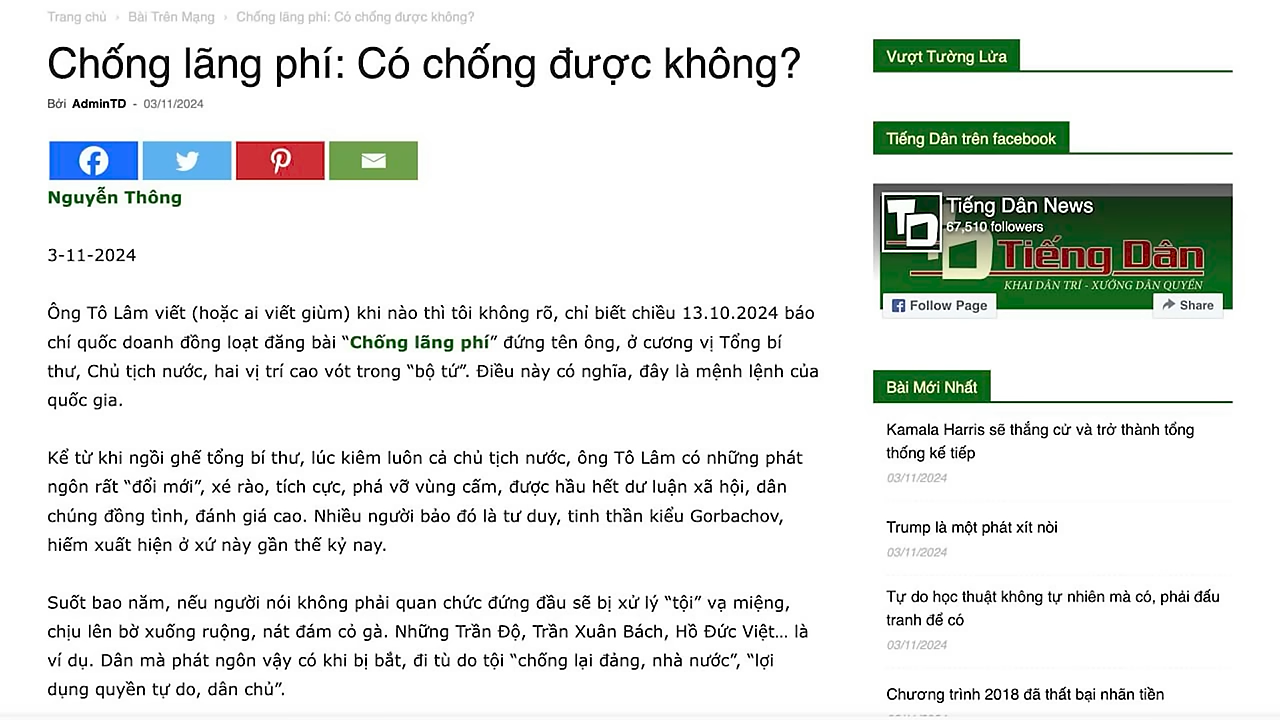 Trang chủ › Bài Trên Mạng › Chống lãng phí: Có chống được không?
Chống lãng phí: Có chống được không?
Bởi AdminTD - 03/11/2024
Nguyễn Thông
3-11-2024
Ông Tô Lâm viết (hoặc ai viết giùm) khi nào thì tôi không rõ, chỉ biết chiều 13.10.2024 báo
chí quốc doanh đồng loạt đăng bài “Chống lãng phí” đứng tên ông, ở cương vị Tổng bí
thư, Chủ tịch nước, hai vị trí cao vót trong “bộ tứ”. Điều này có nghĩa, đây là mệnh lệnh của
quốc gia.
Kể từ khi ngồi ghế tổng bí thư, lúc kiêm luôn cả chủ tịch nước, ông Tô Lâm có những phát
ngôn rất “đổi mới”, xé rào, tích cực, phá vỡ vùng cấm, được hầu hết dư luận xã hội, dân
chúng đồng tình, đánh giá cao. Nhiều người bảo đó là tư duy, tinh thần kiểu Gorbachov,
hiếm xuất hiện ở xứ này gần thế kỷ nay.
Suốt bao năm, nếu người nói không phải quan chức đứng đầu sẽ bị xử lý “tội” vạ miệng,
chịu lên bờ xuống ruộng, nát đám cỏ gà. Những Trần Độ, Trần Xuân Bách, Hồ Đức Việt… là
ví dụ. Dân mà phát ngôn vậy có khi bị bắt, đi tù do tội “chống lại đảng, nhà nước”, “lợi
dụng quyền tự do, dân chủ”.
Vượt Tường Lửa
Tiếng Dân trên facebook
TD
Tiếng Dân News
67,510 followers
Tiếng Dân
KHAI DÂN TRÍ - XƯỚNG DÂN QUYỀN
Follow Page
Share
Bài Mới Nhất
Kamala Harris sẽ thắng cử và trở thành tổng
thống kế tiếp
03/11/2024
Trump là một phát xít nòi
03/11/2024
Tự do học thuật không tự nhiên mà có, phải đấu
tranh để có
03/11/2024
Chương trình 2018 đã thất bại nhãn tiền